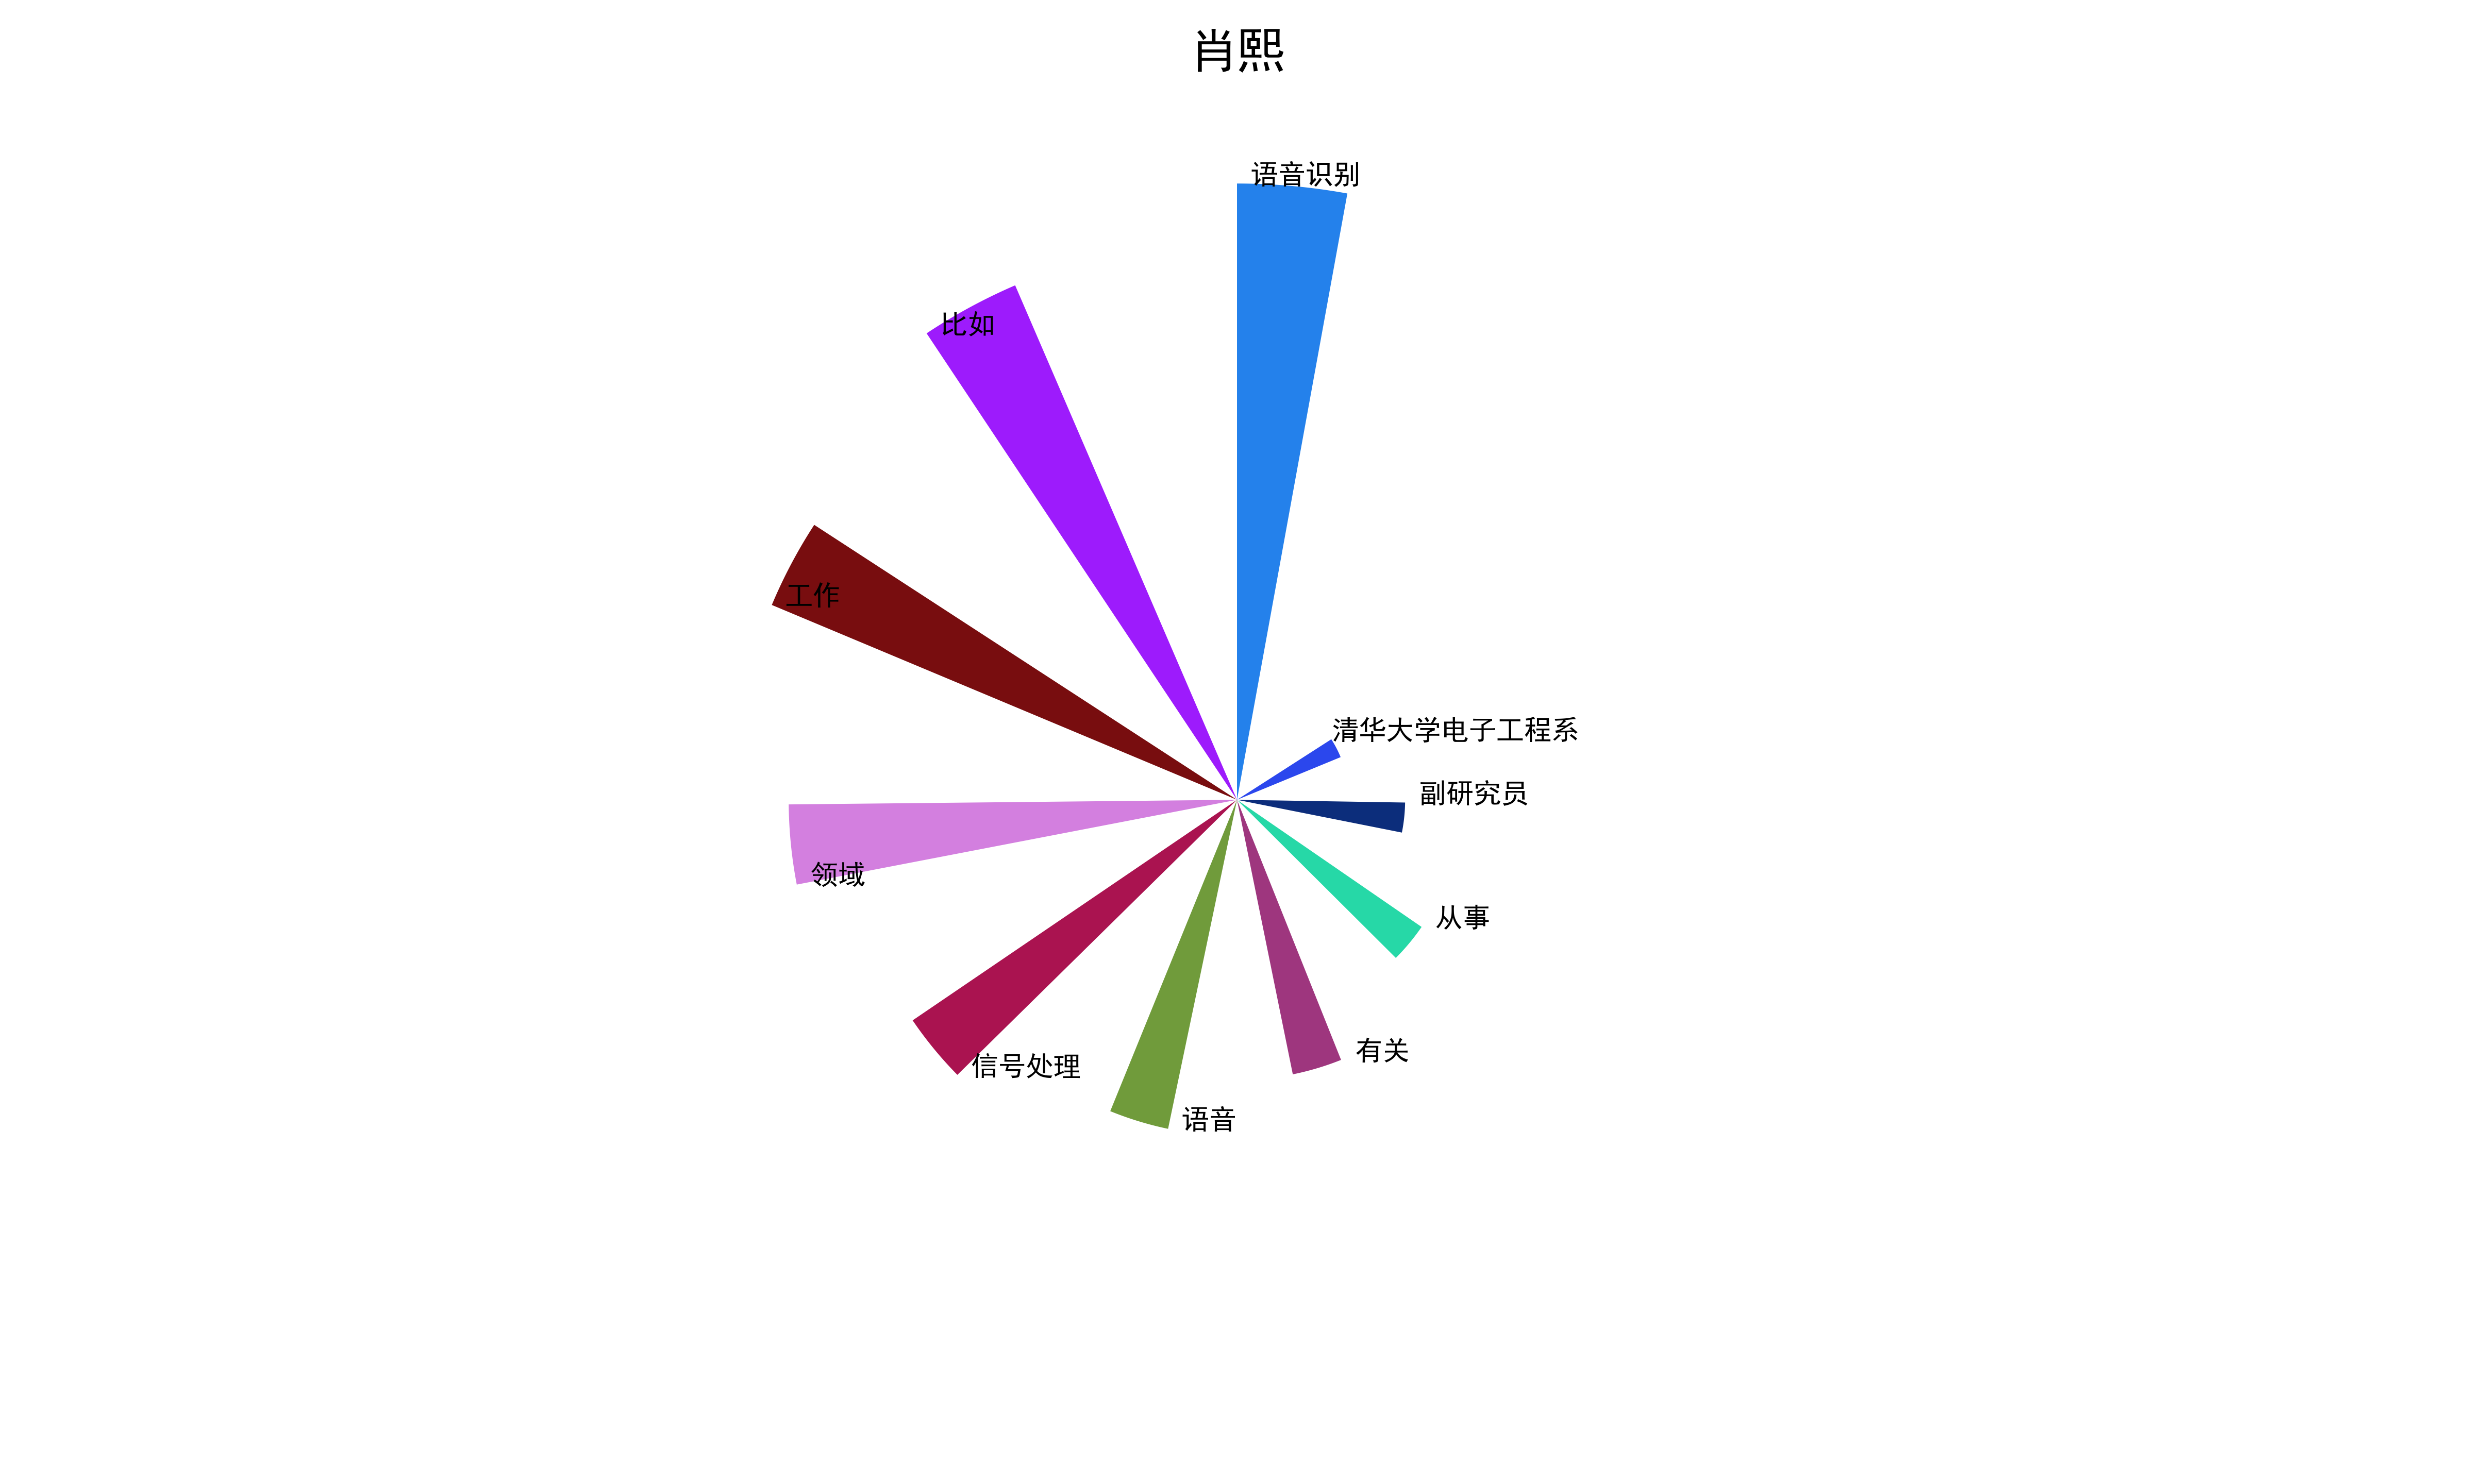 肖熙
语音识别
比如
工作
清华大学电子工程系
副研究员
领域
从事
有关
信号处理
语音